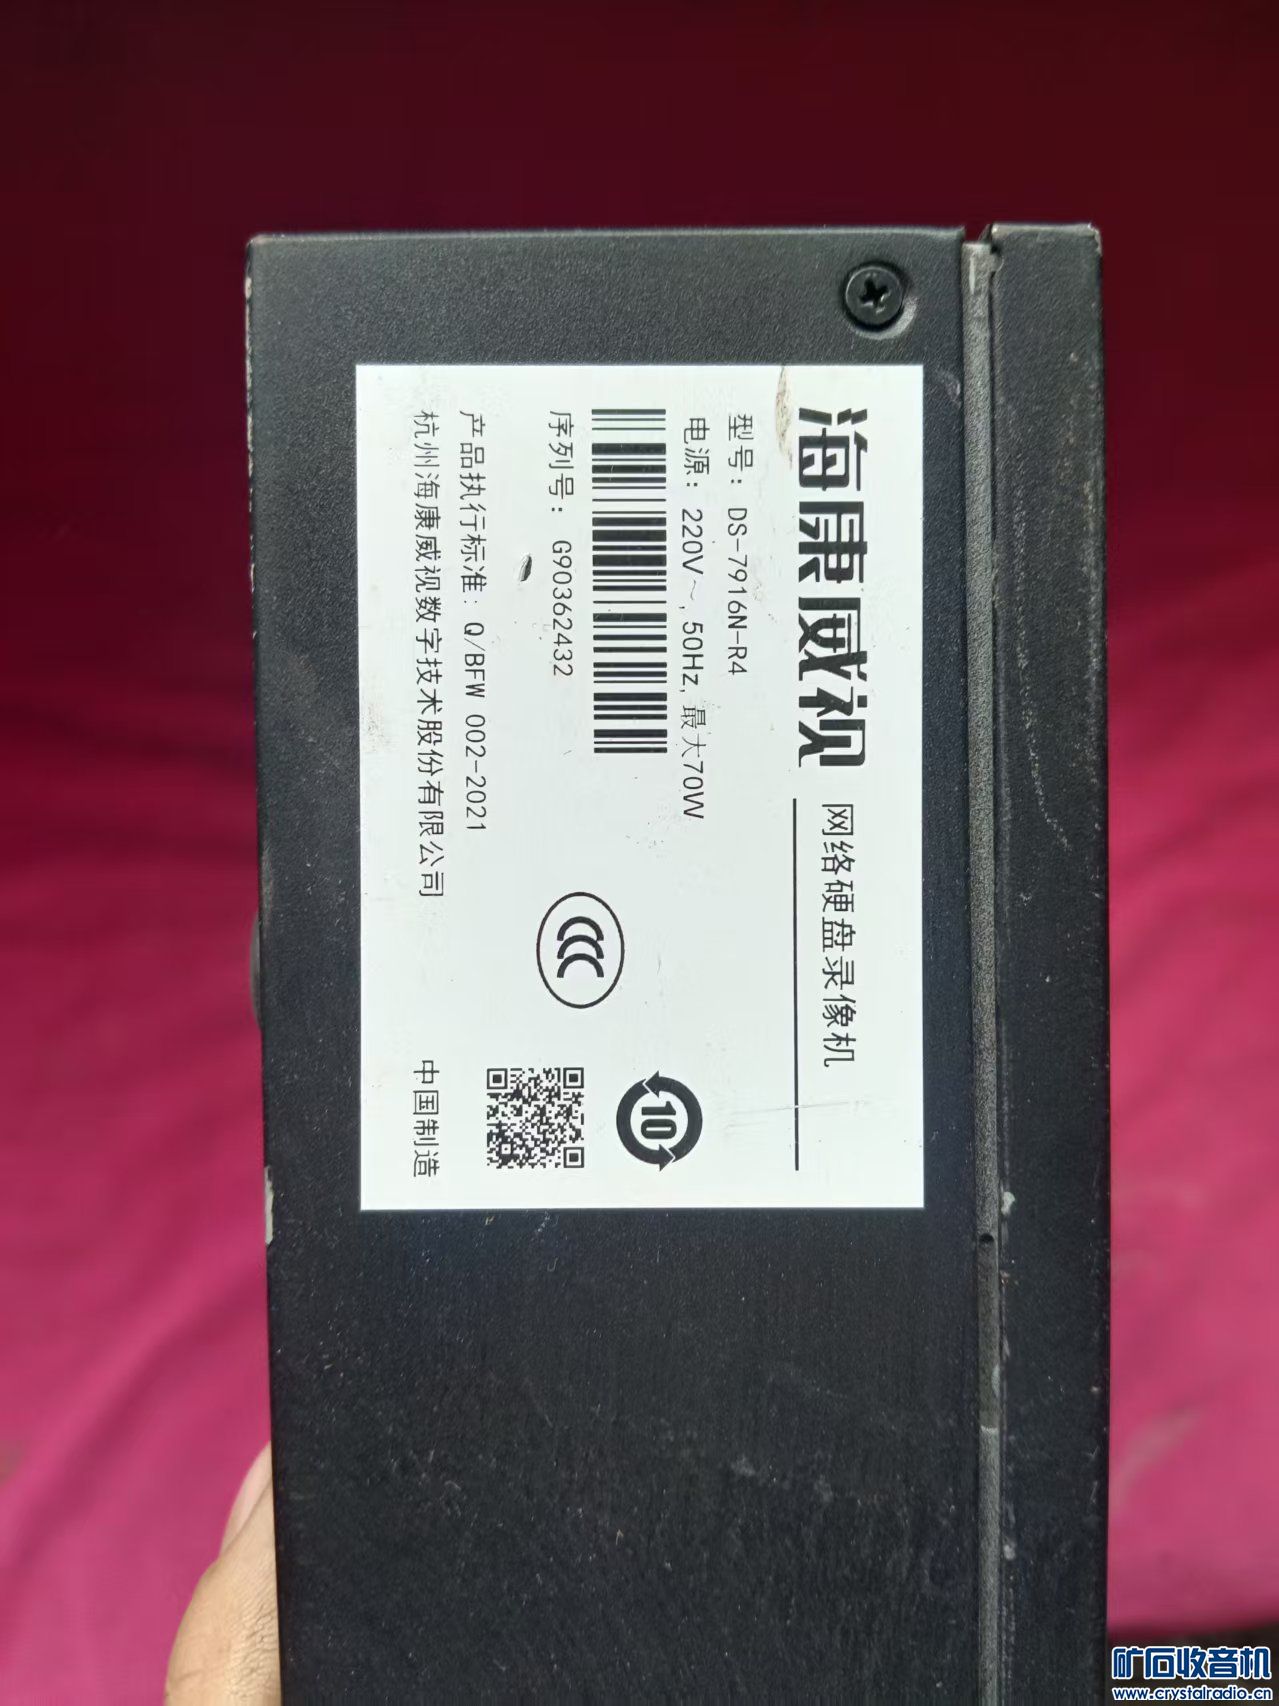 海康威视 网络硬盘录像机
型号：DS-7916N-R4
电源：220V～,50Hz,最大70W
序列号：G90362432
产品执行标准：Q/BFW 002-2021
杭州海康威视数字技术股份有限公司
CCC
10
中国制造
矿石收音机
www.crystalradio.cn